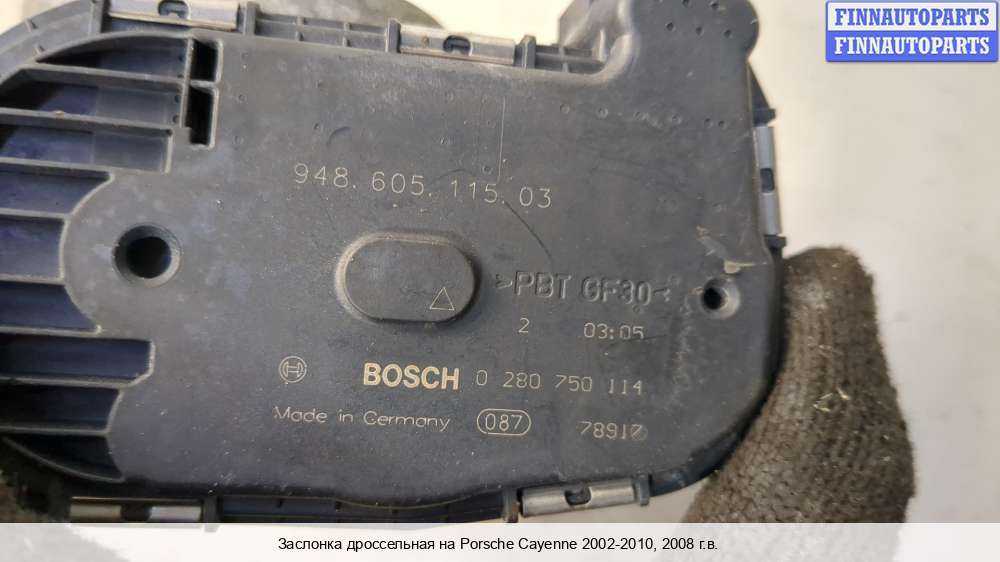 FINNAUTOPARTS
FINNAUTOPARTS
948. 605. 115. 03
>PBT GF30<
2 03:05
BOSCH 0 280 750 114
Made in Germany 087
Заслонка дроссельная на Porsche Cayenne 2002-2010, 2008 г.в.